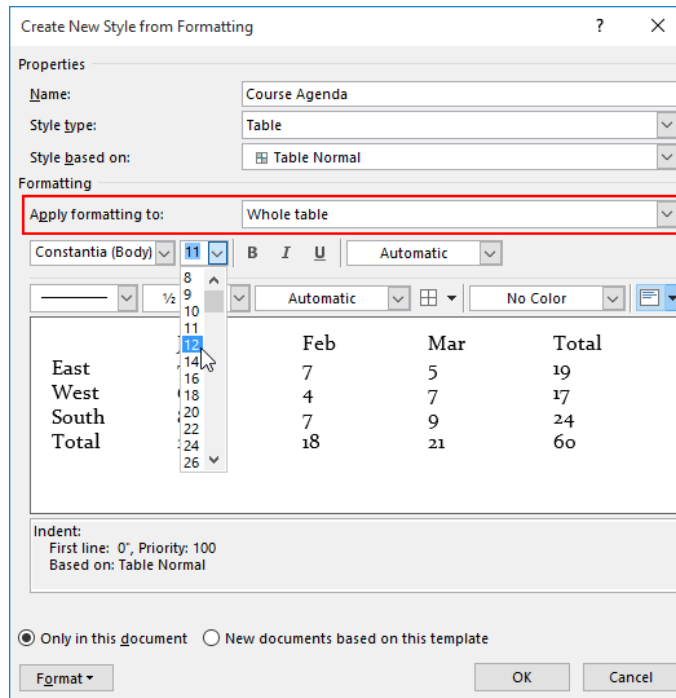 Create New Style from Formatting ? ×
Properties
Name: Course Agenda
Style type: Table
Style based on: Table Normal
Formatting
Apply formatting to: Whole table
Constantia (Body) 11 B I U Automatic
½ Automatic No Color
8
9
10
11
12
14
16
18
20
22
24
26
Feb Mar Total
East 7 5 19
West 4 7 17
South 7 9 24
Total 18 21 60
Indent:
First line: 0", Priority: 100
Based on: Table Normal
Only in this document New documents based on this template
Format OK Cancel